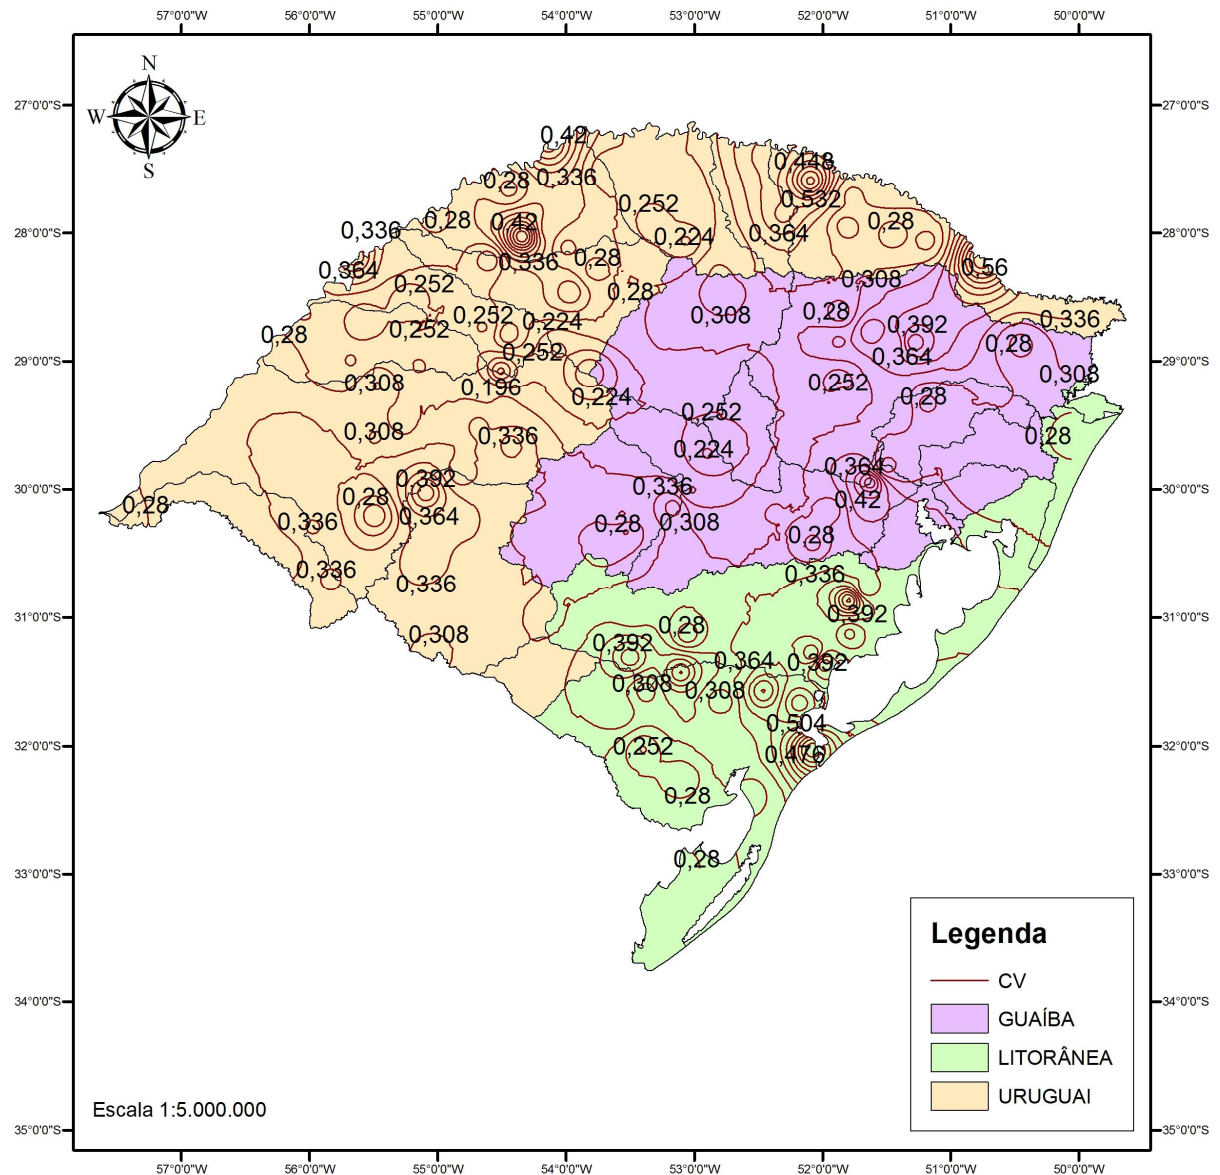 57°0'0"W 56°0'0"W 55°0'0"W 54°0'0"W 53°0'0"W 52°0'0"W 51°0'0"W 50°0'0"W
N
W E
S
27°0'0"S 27°0'0"S
0,42
0,448
0,28 0,336
0,532
0,252
0,28 0,42 0,28
0,336 0,224 0,364
28°0'0"S 28°0'0"S
0,336 0,28
0,364 0,56
0,252 0,28 0,308
0,308 0,28
0,252 0,224 0,392 0,336
0,28 0,252
0,252 0,364 0,28
29°0'0"S 29°0'0"S
0,308 0,196 0,252 0,308
0,224 0,28
0,252
0,308 0,336 0,28
0,224
0,364
0,392 0,336
30°0'0"S 30°0'0"S
0,28 0,28 0,42
0,336 0,364 0,28 0,308
0,28
0,336 0,336
0,336
31°0'0"S 31°0'0"S
0,392
0,308 0,28
0,392
0,364 0,392
0,308 0,308
0,504
32°0'0"S 32°0'0"S
0,252 0,476
0,28
0,28
33°0'0"S 33°0'0"S
Legenda
CV
34°0'0"S 34°0'0"S
GUAÍBA
LITORÂNEA
URUGUAI
Escala 1:5.000.000
35°0'0"S 35°0'0"S
57°0'0"W 56°0'0"W 55°0'0"W 54°0'0"W 53°0'0"W 52°0'0"W 51°0'0"W 50°0'0"W